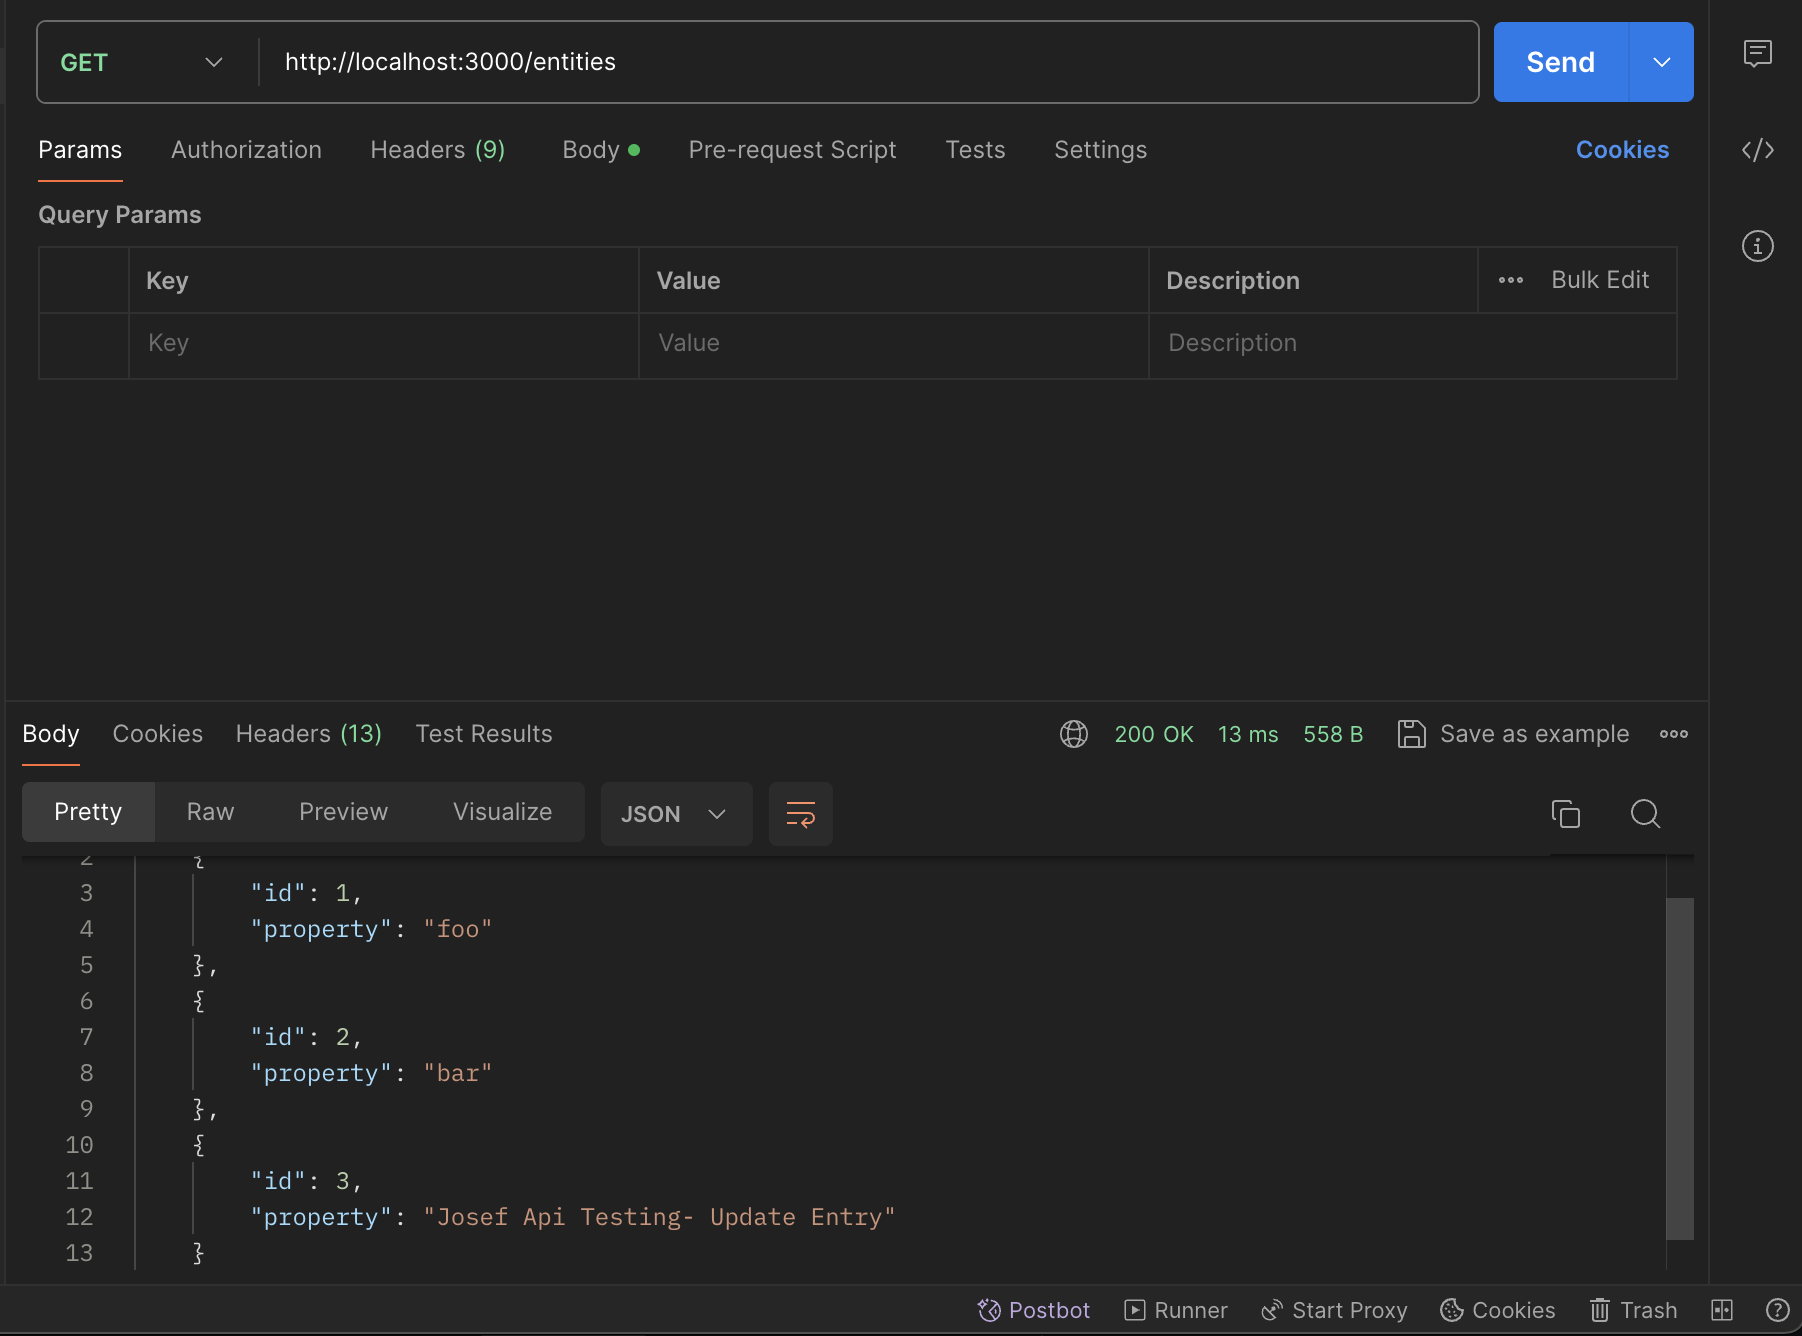 GET http://localhost:3000/entities Send
Params Authorization Headers (9) Body Pre-request Script Tests Settings Cookies
Query Params
Key Value Description Bulk Edit
Key Value Description
Body Cookies Headers (13) Test Results 200 OK 13 ms 558 B Save as example
Pretty Raw Preview Visualize JSON
2 {
3 "id": 1,
4 "property": "foo"
5 },
6 {
7 "id": 2,
8 "property": "bar"
9 },
10 {
11 "id": 3,
12 "property": "Josef Api Testing- Update Entry"
13 }
Postbot Runner Start Proxy Cookies Trash